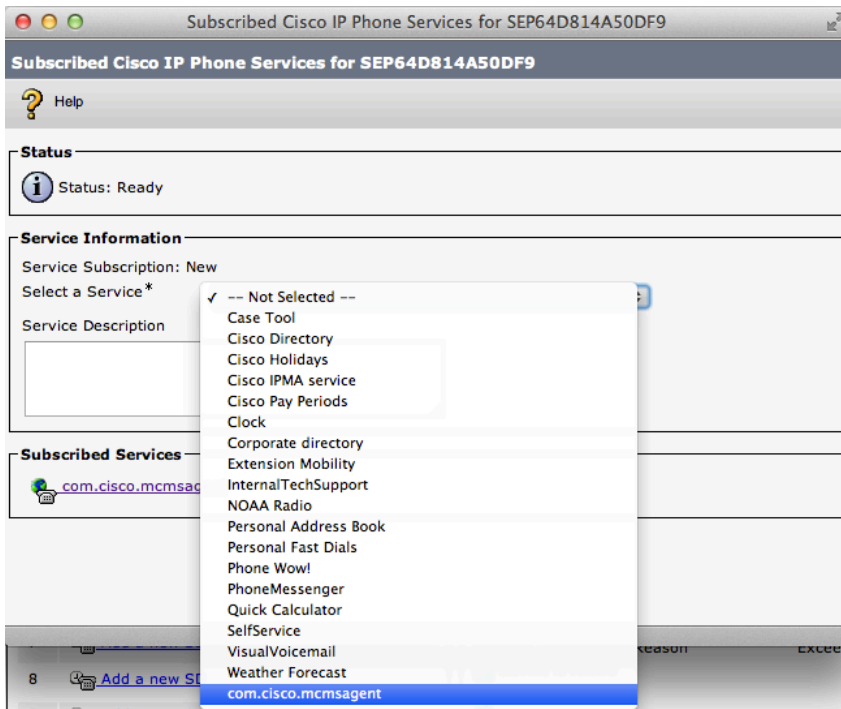 Subscribed Cisco IP Phone Services for SEP64D814A50DF9
Subscribed Cisco IP Phone Services for SEP64D814A50DF9
Help
Status
Status: Ready
Service Information
Service Subscription: New
Select a Service*
✓ -- Not Selected --
Case Tool
Cisco Directory
Cisco Holidays
Cisco IPMA service
Cisco Pay Periods
Clock
Corporate directory
Extension Mobility
InternalTechSupport
NOAA Radio
Personal Address Book
Personal Fast Dials
Phone Wow!
PhoneMessenger
Quick Calculator
SelfService
VisualVoicemail
Weather Forecast
com.cisco.mcmsagent
Service Description
Subscribed Services
com.cisco.mcmsag
8 Add a new SD